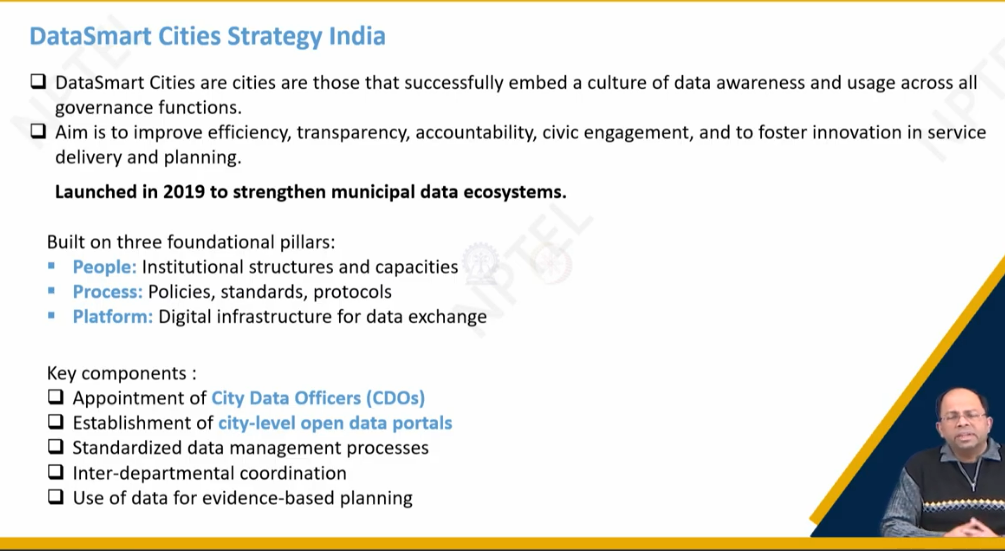 DataSmart Cities Strategy India
❑ DataSmart Cities are cities are those that successfully embed a culture of data awareness and usage across all
governance functions.
❑ Aim is to improve efficiency, transparency, accountability, civic engagement, and to foster innovation in service
delivery and planning.
Launched in 2019 to strengthen municipal data ecosystems.
Built on three foundational pillars:
▪ People: Institutional structures and capacities
▪ Process: Policies, standards, protocols
▪ Platform: Digital infrastructure for data exchange
Key components :
❑ Appointment of City Data Officers (CDOs)
❑ Establishment of city-level open data portals
❑ Standardized data management processes
❑ Inter-departmental coordination
❑ Use of data for evidence-based planning
NPTEL
NPTEL
NPTEL